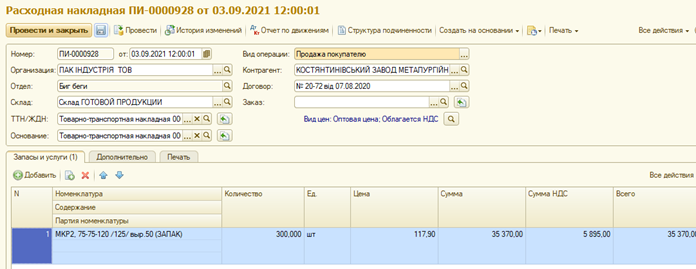 Расходная накладная ПИ-0000928 от 03.09.2021 12:00:01
Провести и закрыть Провести История изменений Отчет по движениям Структура подчиненности Создать на основании Печать Все действия
Номер: ПИ-0000928 от: 03.09.2021 12:00:01 Вид операции: Продажа покупателю
Организация: ПАК ІНДУСТРІЯ ТОВ Контрагент: КОСТЯНТИНІВСЬКИЙ ЗАВОД МЕТАЛУРГІЙН
Отдел: Биг беги Договор: № 20-72 від 07.08.2020
Склад: Склад ГОТОВОЙ ПРОДУКЦИИ Заказ:
ТТН/ЖДН: Товарно-транспортная накладная 00 Вид цен: Оптовая цена; Облагается НДС
Основание: Товарно-транспортная накладная 00
Запасы и услуги (1) Дополнительно Печать
Добавить Все действия
N Номенклатура Количество Ед. Цена Сумма Сумма НДС Всего
Содержание
Партия номенклатуры
1 МКР2, 75-75-120 /125/ выр.50 (ЗАПАК) 300,000 шт 117,90 35 370,00 5 895,00 35 370,00